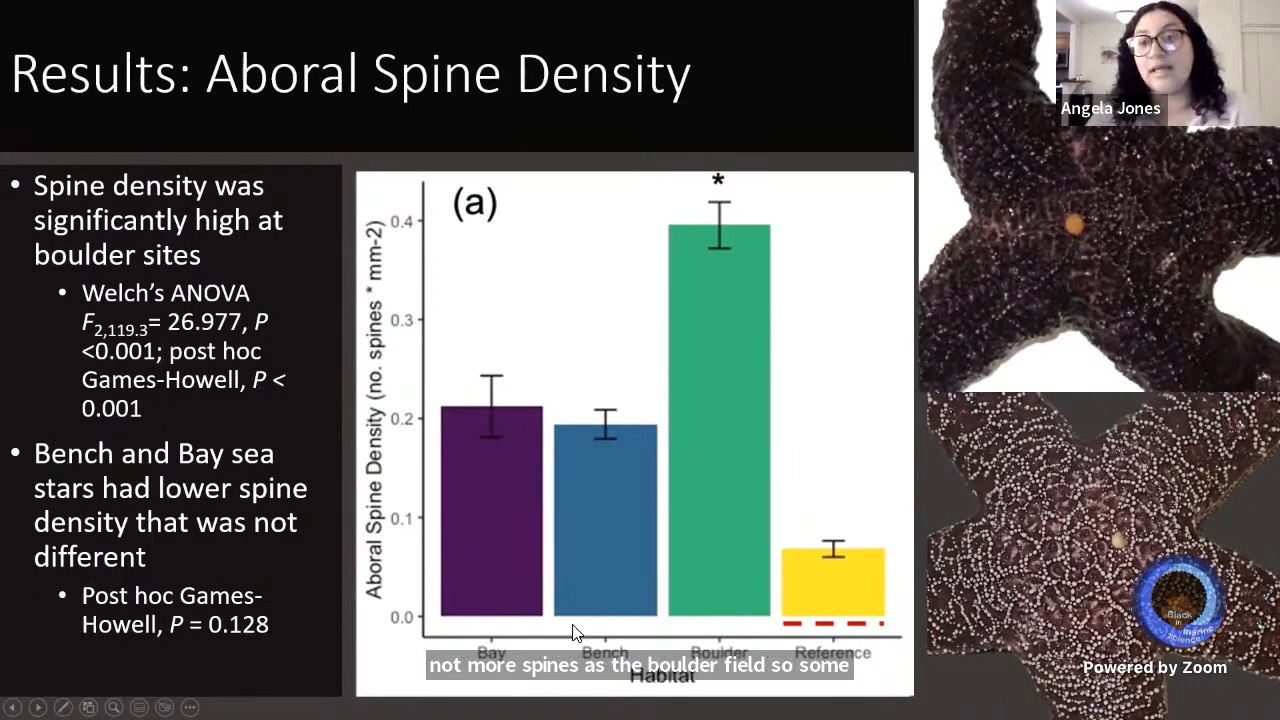 Results: Aboral Spine Density
Angela Jones
• Spine density was
significantly high at
boulder sites
• Welch's ANOVA
F2,119.3= 26.977, P
<0.001; post hoc
Games-Howell, P <
0.001
• Bench and Bay sea
stars had lower spine
density that was not
different
• Post hoc Games-
Howell, P = 0.128
(a)
*
Aboral Spine Density (no. spines * mm-2)
0.4
0.3
0.2
0.1
0.0
Bay Bench Boulder Reference
Habitat
not more spines as the boulder field so some
Black
in
marine
Science
Powered by Zoom